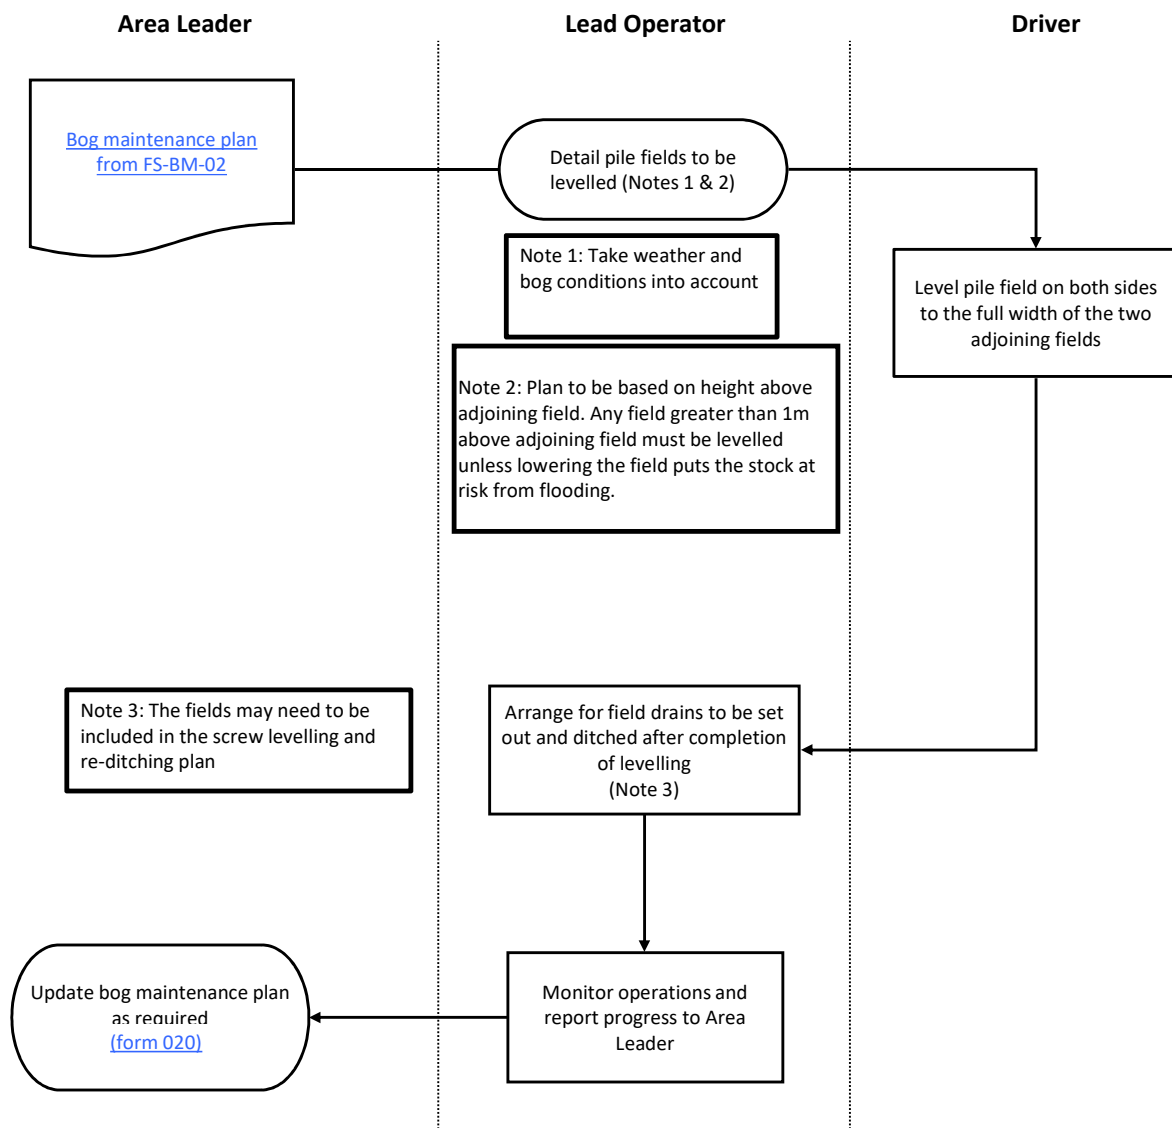 Area Leader
Lead Operator
Driver
Bog maintenance plan
from FS-BM-02
Detail pile fields to be
levelled (Notes 1 & 2)
Note 1: Take weather and
bog conditions into account
Level pile field on both sides
to the full width of the two
adjoining fields
Note 2: Plan to be based on height above
adjoining field. Any field greater than 1m
above adjoining field must be levelled
unless lowering the field puts the stock at
risk from flooding.
Note 3: The fields may need to be
included in the screw levelling and
re-ditching plan
Arrange for field drains to be set
out and ditched after completion
of levelling
(Note 3)
Update bog maintenance plan
as required
(form 020)
Monitor operations and
report progress to Area
Leader